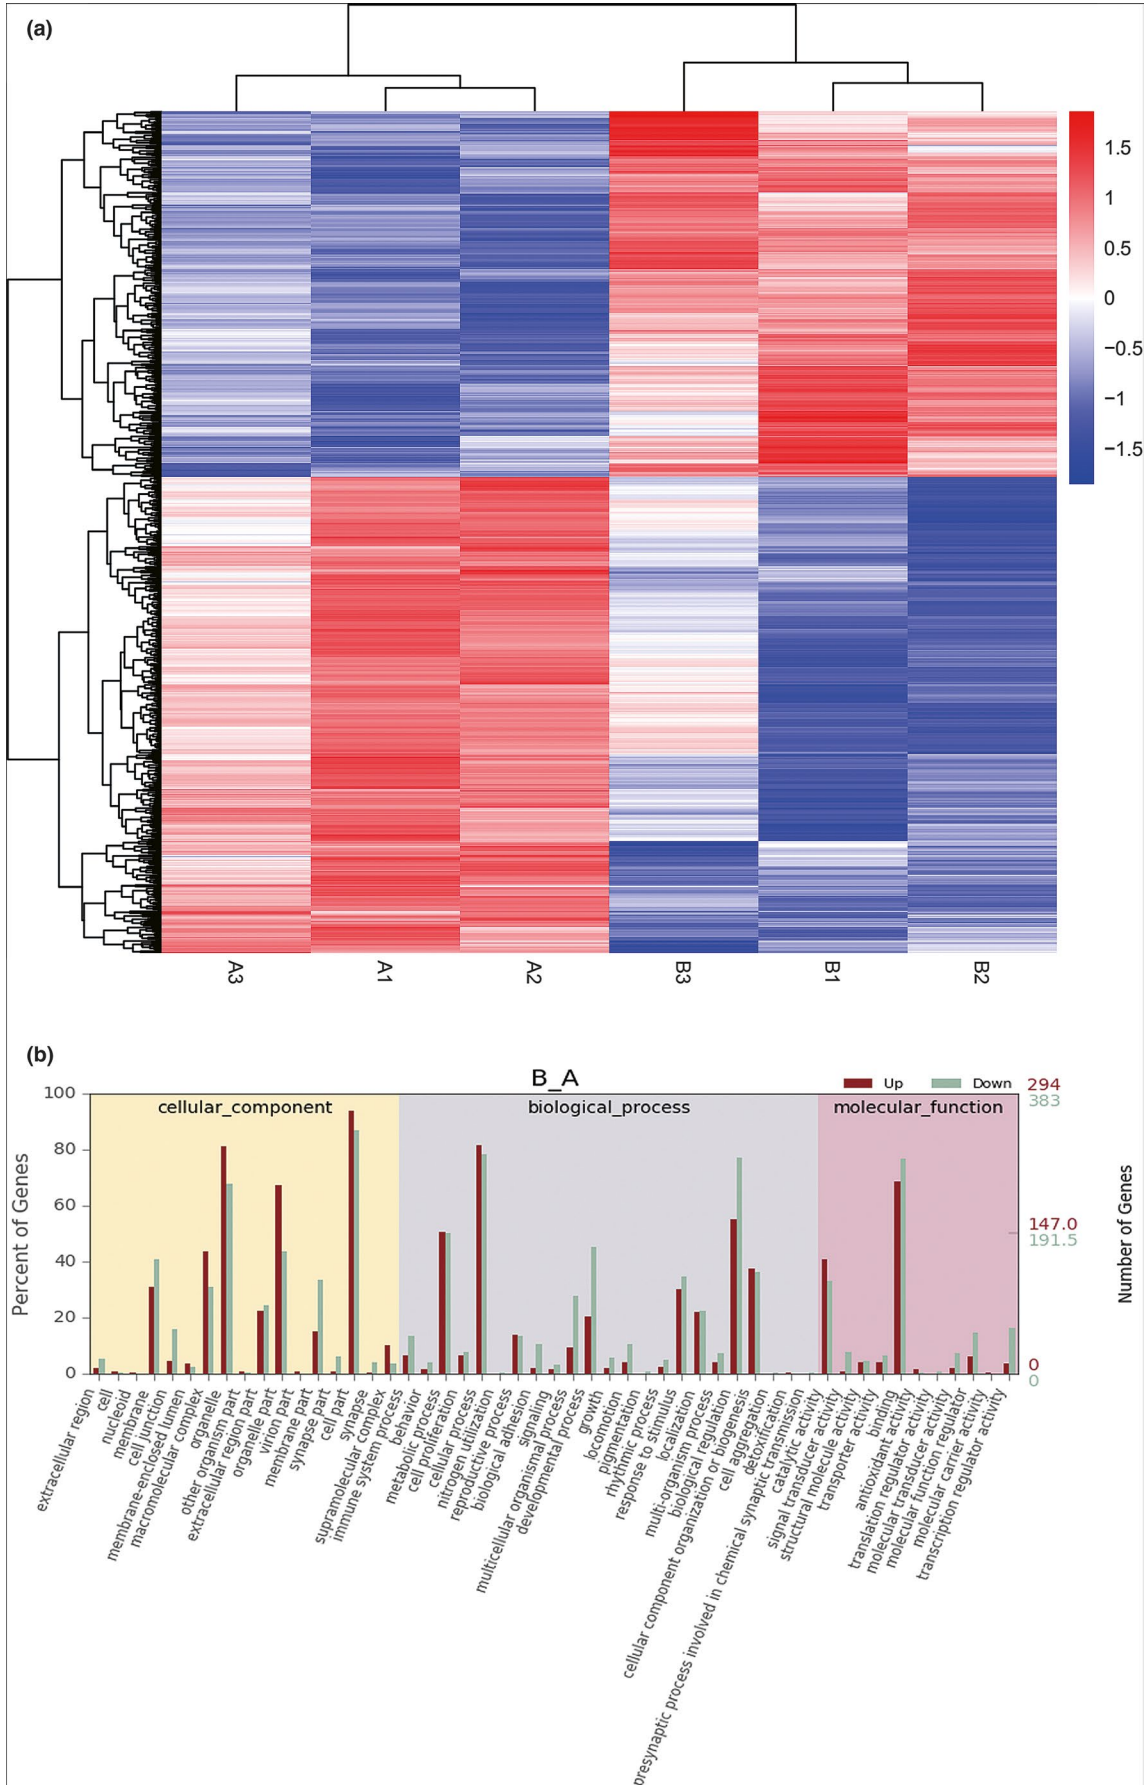 (a)
1.5
1
0.5
0
−0.5
−1
−1.5
A3
A1
A2
B3
B1
B2
(b)
B_A
Up
Down
294
383
100
80
60
40
20
0
cellular_component
biological_process
molecular_function
147.0
191.5
0
0
Percent of Genes
Number of Genes
extracellular region
cell
nucleoid
membrane
cell junction
membrane-enclosed lumen
macromolecular complex
organelle
other organism part
extracellular region part
organelle part
virion part
membrane part
synapse part
cell part
synapse
supramolecular complex
immune system process
behavior
metabolic process
cell proliferation
cellular process
nitrogen utilization
reproductive process
biological adhesion
signaling
multicellular organismal process
developmental process
growth
locomotion
pigmentation
rhythmic process
response to stimulus
localization
multi-organism process
biological regulation
cellular component organization or biogenesis
cell aggregation
detoxification
presynaptic process involved in chemical synaptic transmission
catalytic activity
signal transducer activity
structural molecule activity
transporter activity
binding
antioxidant activity
translation regulator activity
molecular transducer activity
molecular function regulator
molecular carrier activity
transcription regulator activity